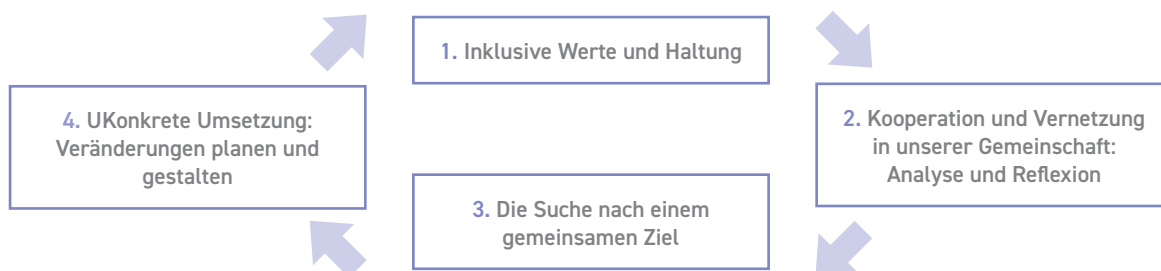 1. Inklusive Werte und Haltung
2. Kooperation und Vernetzung
in unserer Gemeinschaft:
Analyse und Reflexion
3. Die Suche nach einem
gemeinsamen Ziel
4. UKonkrete Umsetzung:
Veränderungen planen und
gestalten